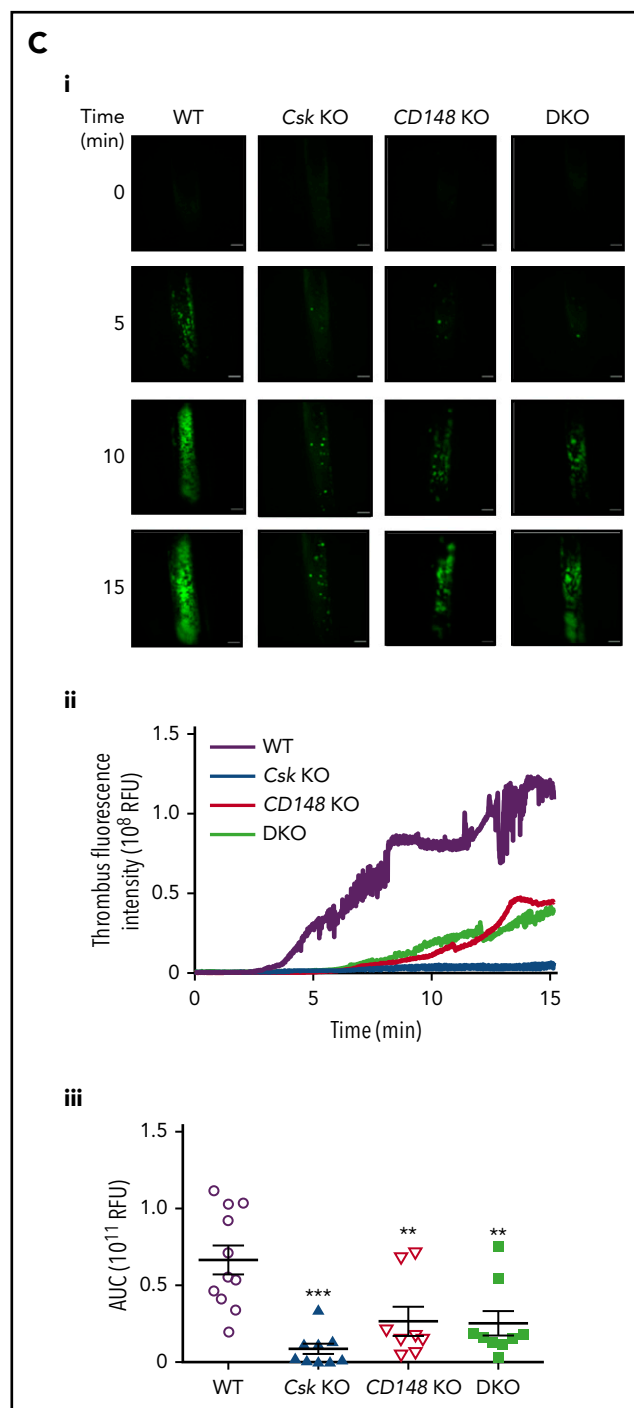 C
i
Time
(min)
WT
Csk KO
CD148 KO
DKO
0
5
10
15
ii
Thrombus fluorescence
intensity (10⁸ RFU)
1.5
1.0
0.5
0
WT
Csk KO
CD148 KO
DKO
0
5
10
15
Time (min)
iii
AUC (10¹¹ RFU)
1.5
1.0
0.5
0
***
**
**
WT
Csk KO
CD148 KO
DKO